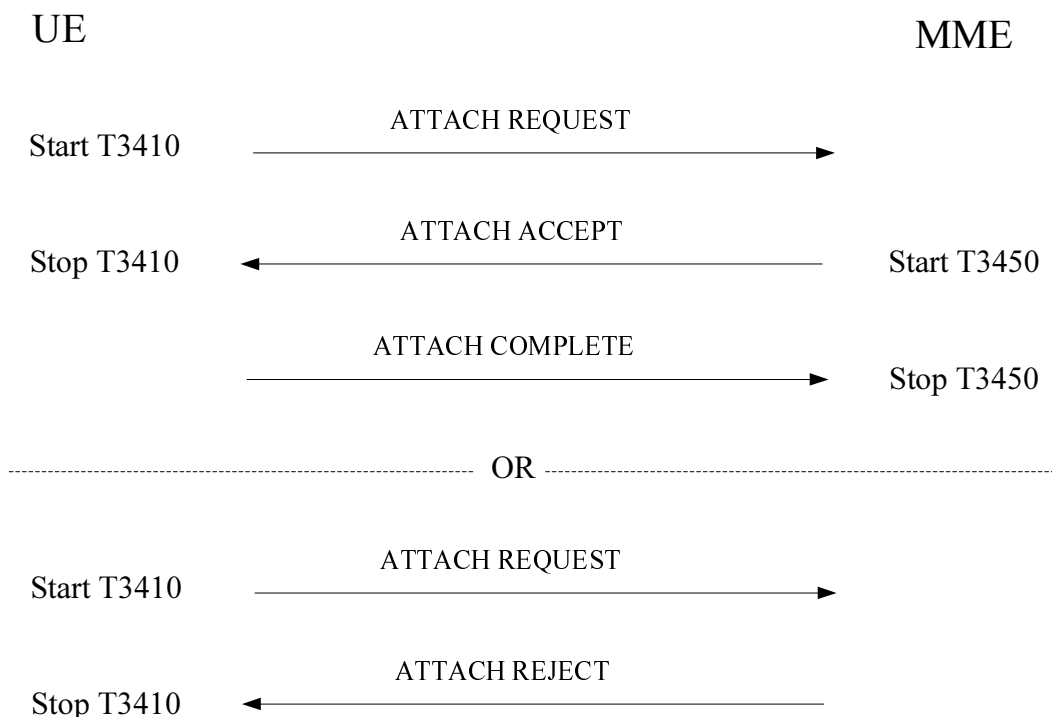 UE MME
ATTACH REQUEST
Start T3410
ATTACH ACCEPT
Stop T3410 Start T3450
ATTACH COMPLETE
Stop T3450
OR
ATTACH REQUEST
Start T3410
ATTACH REJECT
Stop T3410